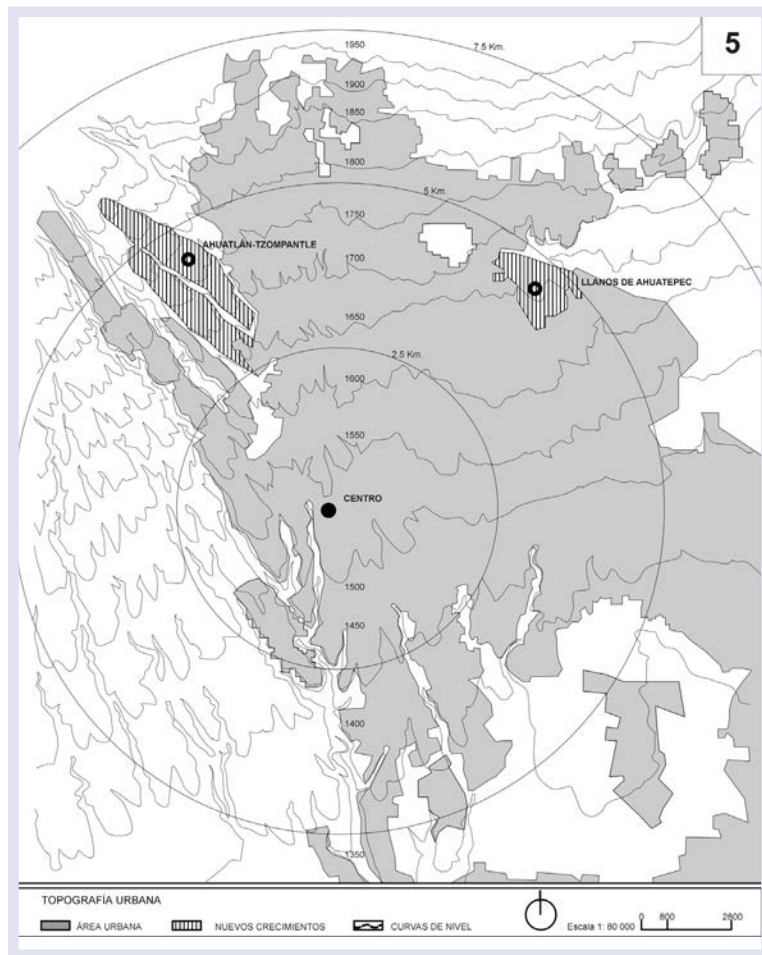 5
1950
7.5 Km.
1900
1850
1800
5 Km.
1750
AHUATLÁN-TZOMPANTLE
1700
LLANOS DE AHUATEPEC
1650
2.5 Km.
1600
1550
CENTRO
1500
1450
1400
1350
TOPOGRAFÍA URBANA
ÁREA URBANA
NUEVOS CRECIMIENTOS
CURVAS DE NIVEL
Escala 1: 80 000
0 800 2800